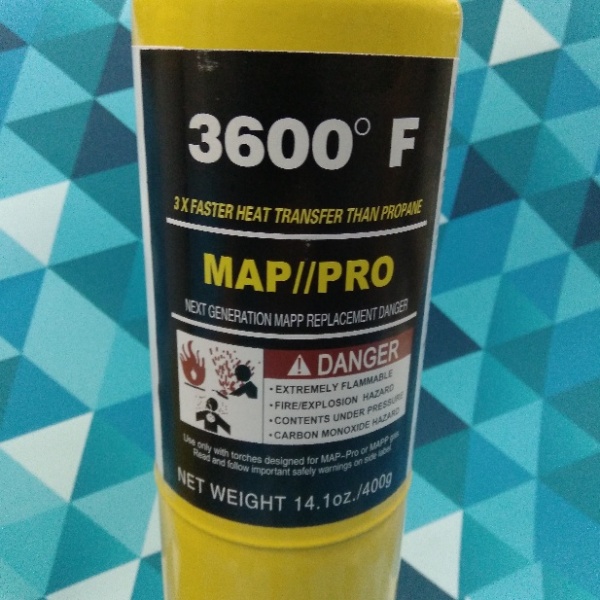 3600° F
3 X FASTER HEAT TRANSFER THAN PROPANE
MAP//PRO
NEXT GENERATION MAPP REPLACEMENT DANGER
DANGER
• EXTREMELY FLAMMABLE
• FIRE/EXPLOSION HAZARD
• CONTENTS UNDER PRESSURE
• CARBON MONOXIDE HAZARD
Use only with torches designed for MAP-Pro or MAPP gas.
Read and follow important safely warnings on side label
NET WEIGHT 14.1oz./400g